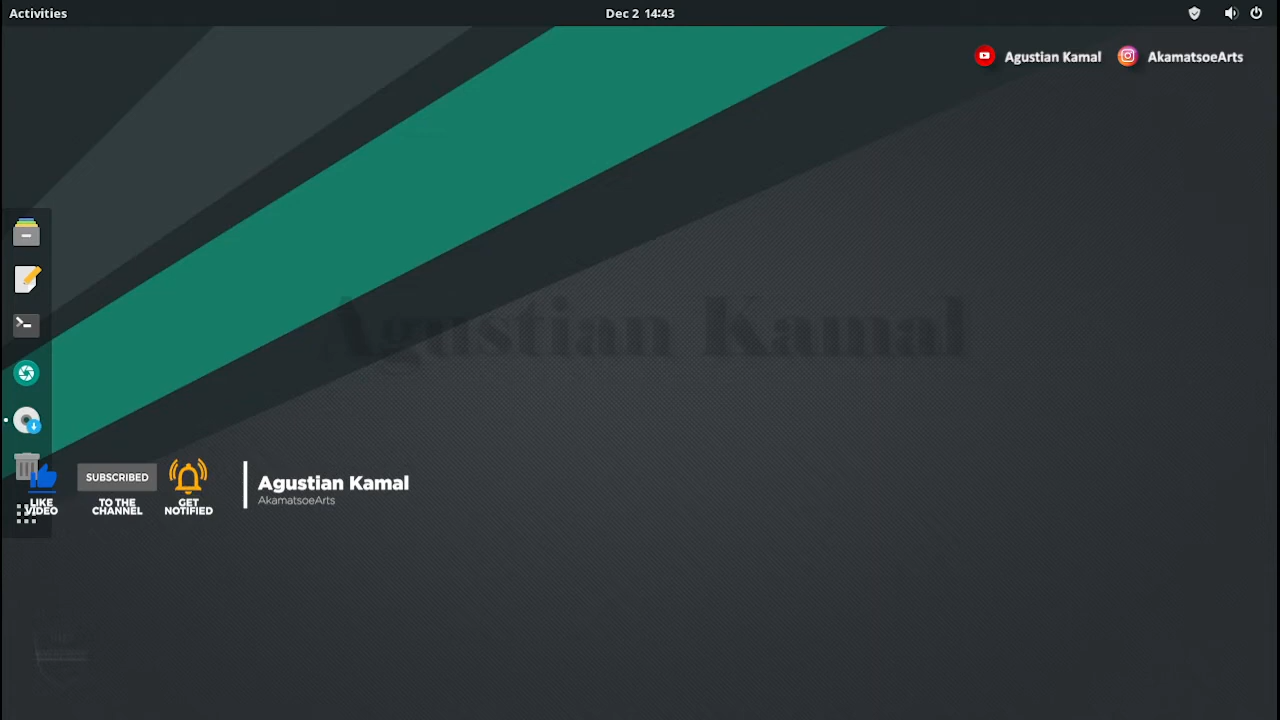 Activities
Dec 2 14:43
Agustian Kamal
AkamatsoeArts
Agustian Kamal
SUBSCRIBED
LIKE
VIDEO
TO THE
CHANNEL
GET
NOTIFIED
Agustian Kamal
AkamatsoeArts